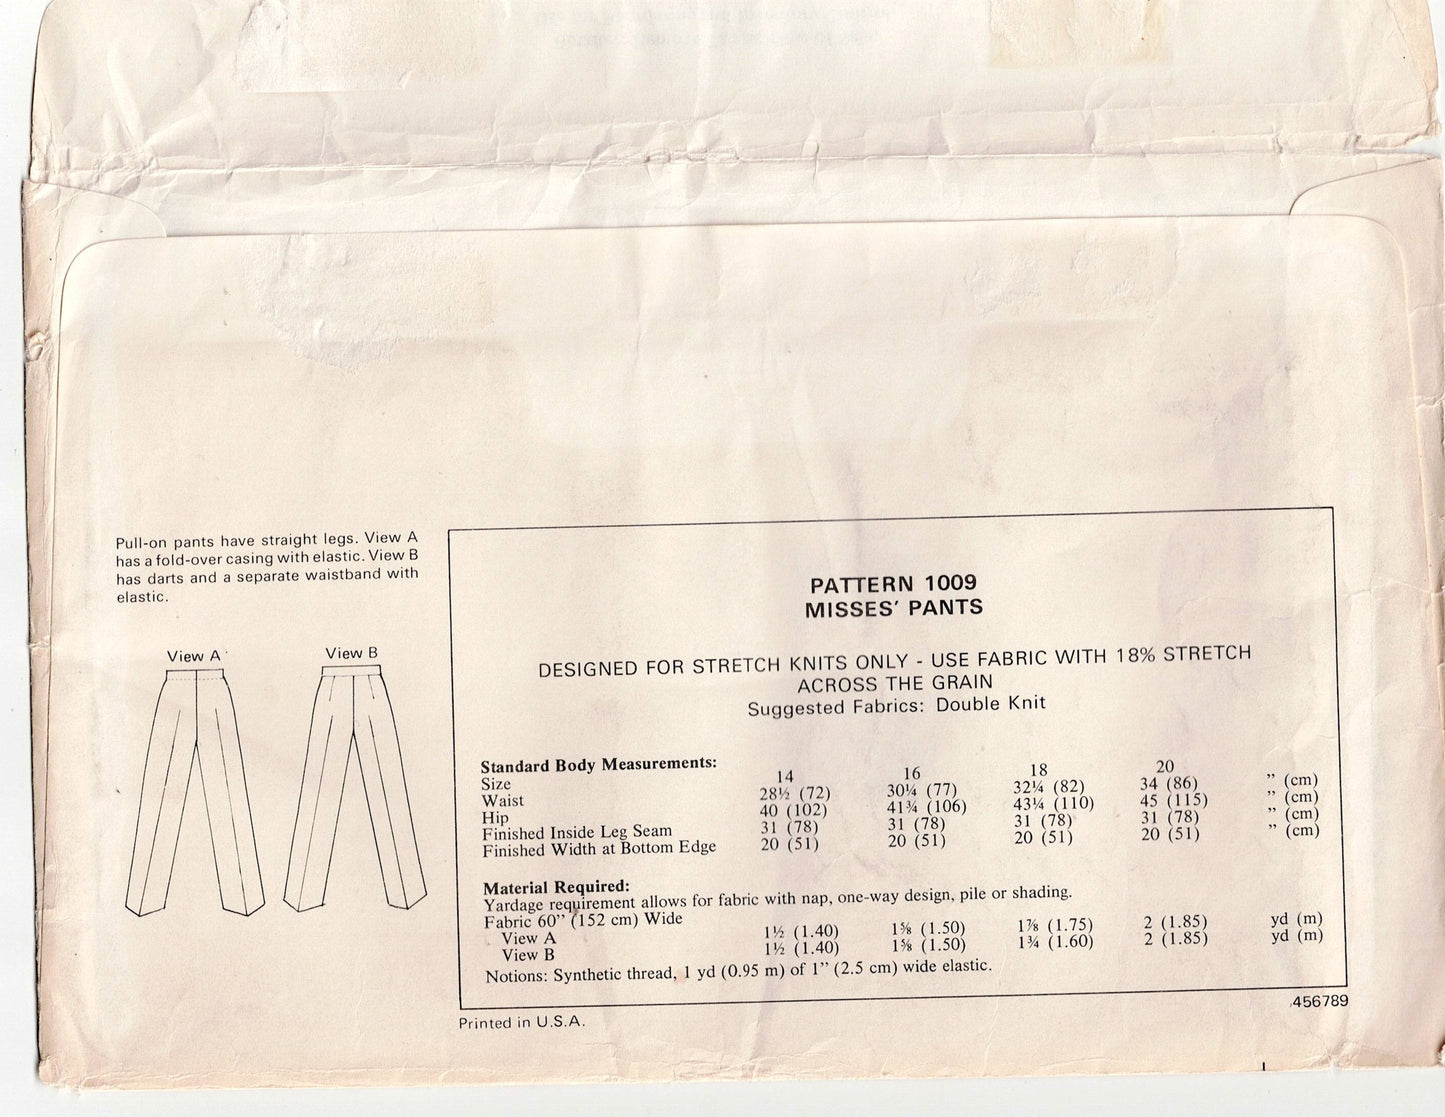 Pull-on pants have straight legs. View A
has a fold-over casing with elastic. View B
has darts and a separate waistband with
elastic.
View A
View B
PATTERN 1009
MISSES’ PANTS
DESIGNED FOR STRETCH KNITS ONLY - USE FABRIC WITH 18% STRETCH
ACROSS THE GRAIN
Suggested Fabrics: Double Knit
Standard Body Measurements:
Size 14 16 18 20
Waist 28½ (72) 30¼ (77) 32¼ (82) 34 (86) ” (cm)
Hip 40 (102) 41¾ (106) 43¼ (110) 45 (115) ” (cm)
Finished Inside Leg Seam 31 (78) 31 (78) 31 (78) 31 (78) ” (cm)
Finished Width at Bottom Edge 20 (51) 20 (51) 20 (51) 20 (51) ” (cm)
Material Required:
Yardage requirement allows for fabric with nap, one-way design, pile or shading.
Fabric 60” (152 cm) Wide
View A 1½ (1.40) 1⅝ (1.50) 1⅞ (1.75) 2 (1.85) yd (m)
View B 1½ (1.40) 1⅝ (1.50) 1¾ (1.60) 2 (1.85) yd (m)
Notions: Synthetic thread, 1 yd (0.95 m) of 1” (2.5 cm) wide elastic.
456789
Printed in U.S.A.